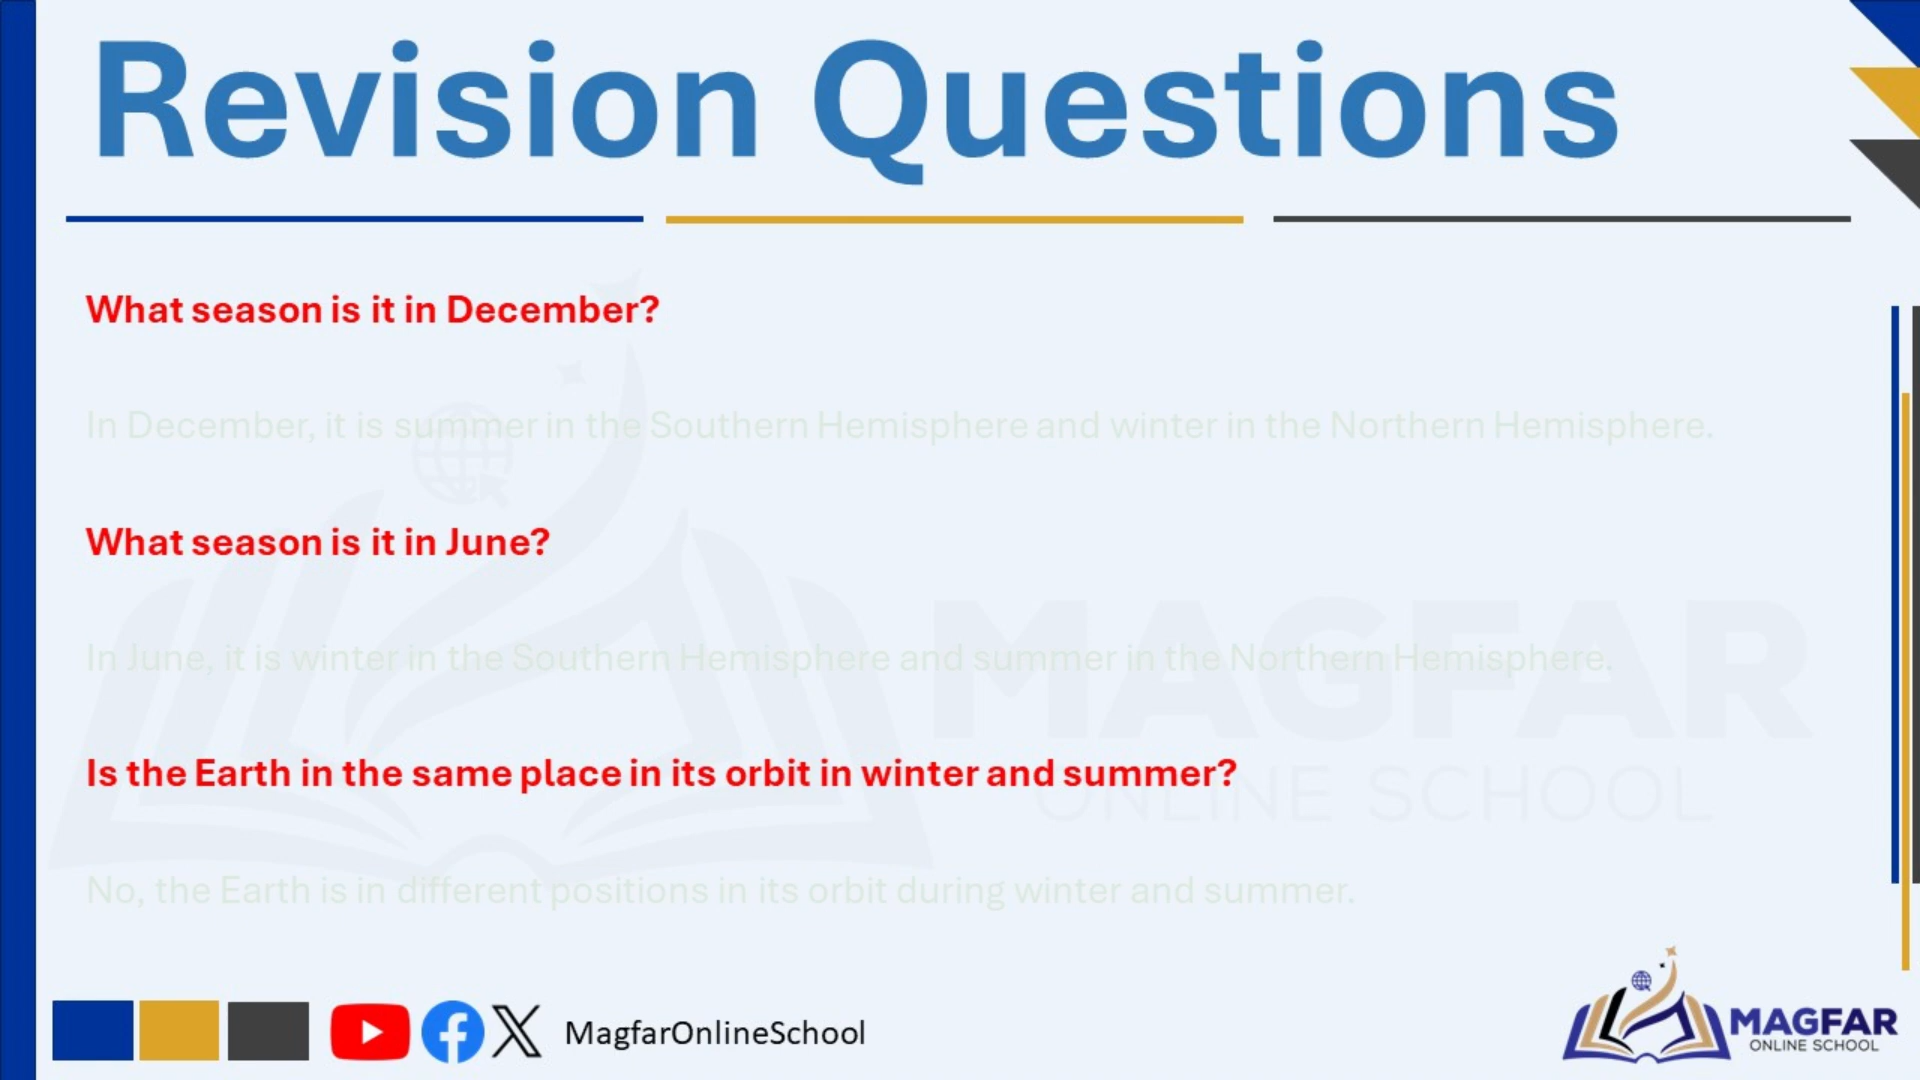 Revision Questions
What season is it in December?
In December, it is summer in the Southern Hemisphere and winter in the Northern Hemisphere.
What season is it in June?
In June, it is winter in the Southern Hemisphere and summer in the Northern Hemisphere.
MAGFAR
Is the Earth in the same place in its orbit in winter and summer?
ONLINE SCHOOL
No, the Earth is in different positions in its orbit during winter and summer.
MagfarOnlineSchool
MAGFAR
ONLINE SCHOOL